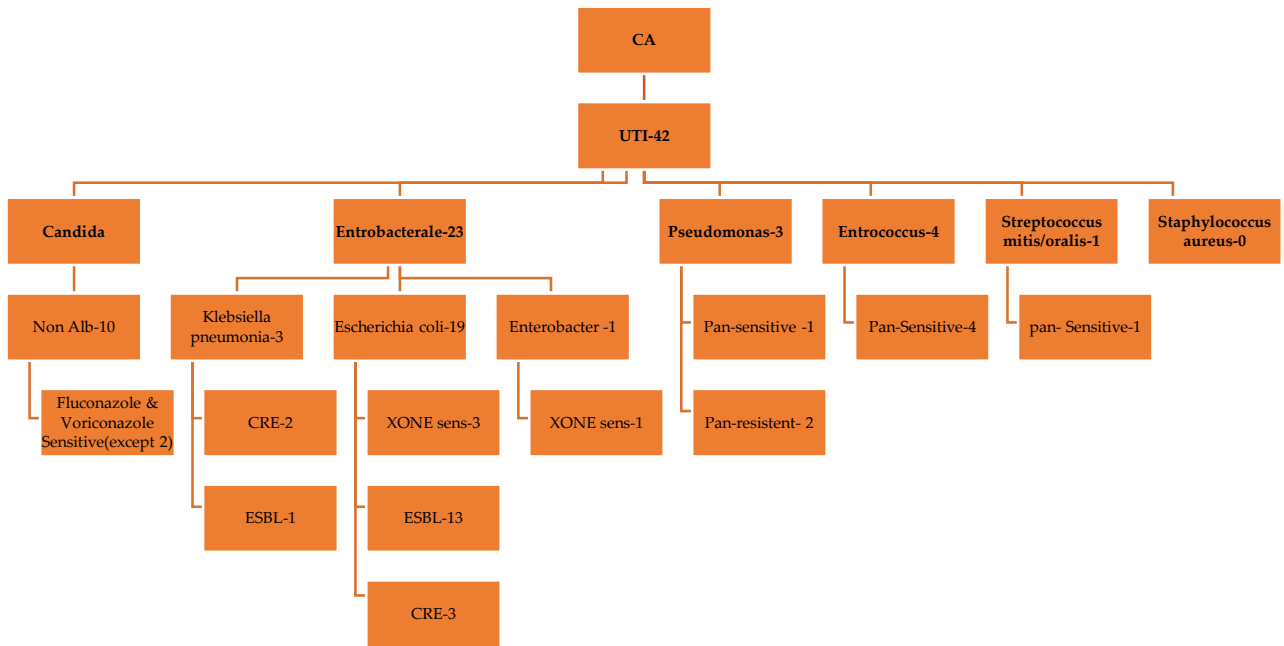 CA
UTI-42
Candida
Entrobacterale-23
Pseudomonas-3
Entrococcus-4
Streptococcus
mitis/oralis-1
Staphylococcus
aureus-0
Non Alb-10
Klebsiella
pneumonia-3
Escherichia coli-19
Enterobacter -1
Pan-sensitive -1
Pan-Sensitive-4
pan- Sensitive-1
Fluconazole &
Voriconazole
Sensitive(except 2)
CRE-2
XONE sens-3
XONE sens-1
Pan-resistent- 2
ESBL-1
ESBL-13
CRE-3